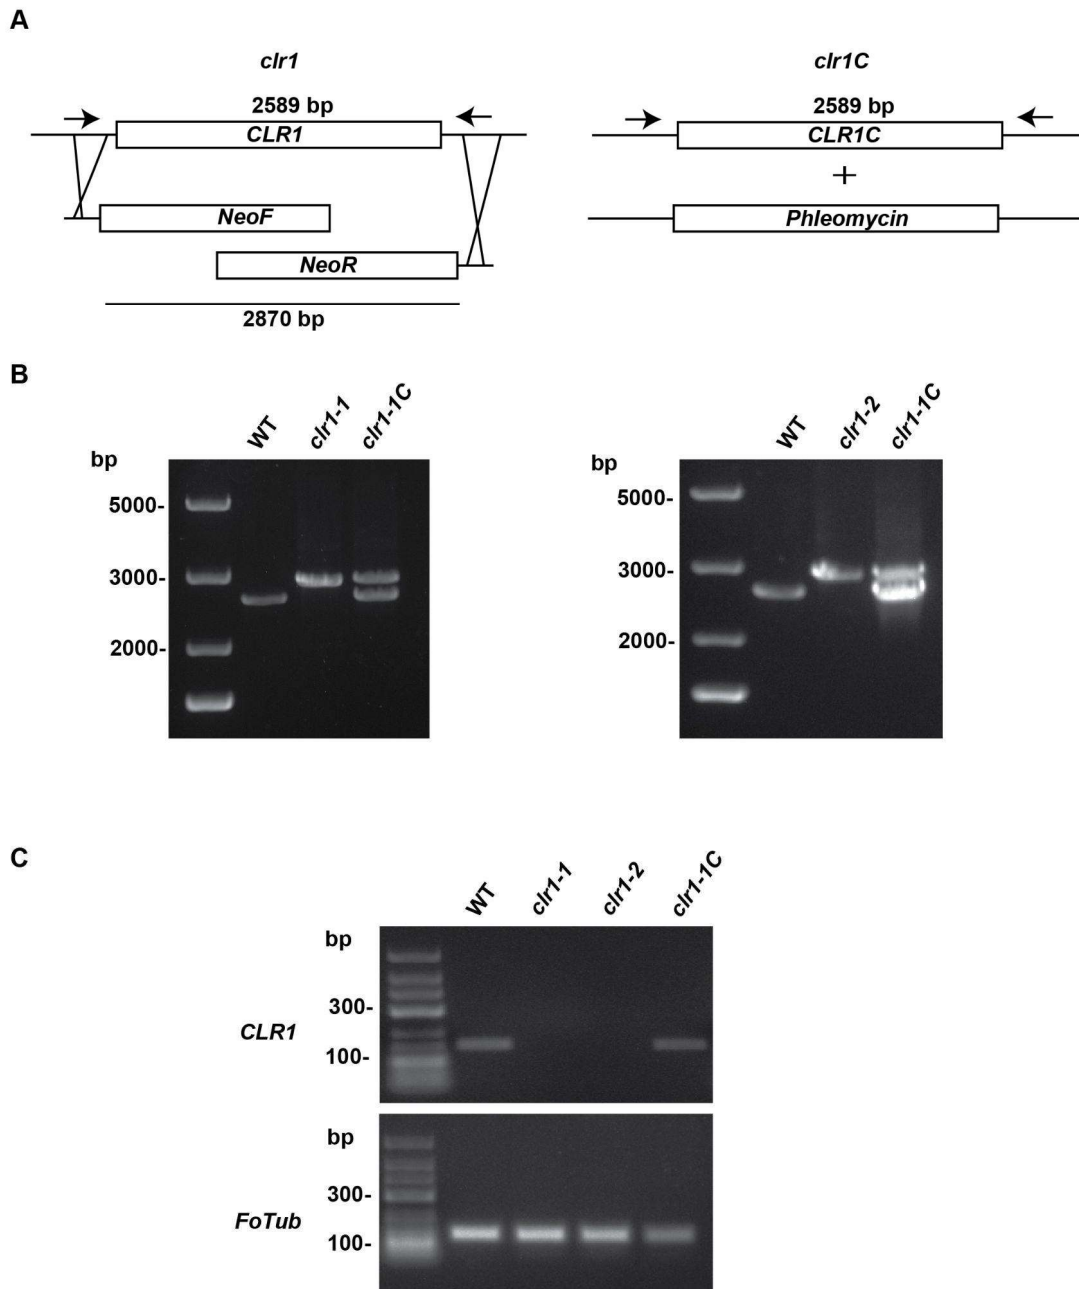 A
clr1
clr1C
2589 bp
2589 bp
CLR1
CLR1C
+
NeoF
Phleomycin
NeoR
2870 bp
B
WT
clr1-1
clr1-1C
WT
clr1-2
clr1-1C
bp
bp
5000-
5000-
3000-
3000-
2000-
2000-
C
WT
clr1-1
clr1-2
clr1-1C
bp
300-
CLR1
100-
bp
300-
FoTub
100-